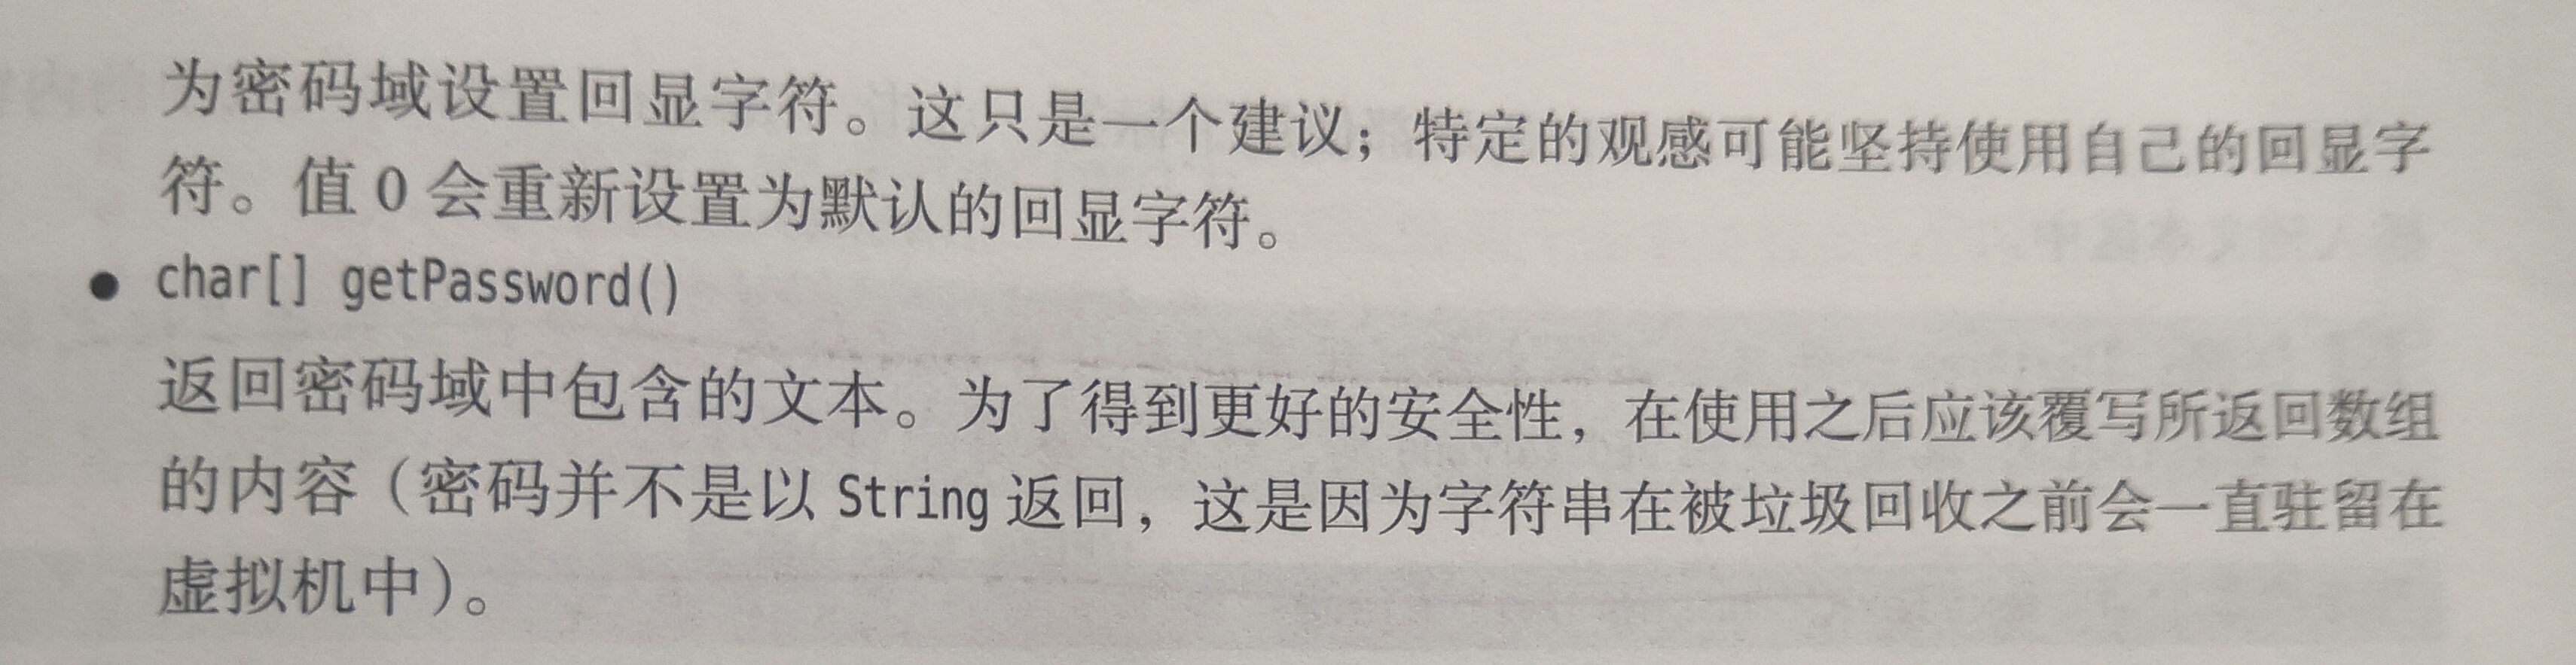 为密码域设置回显字符。这只是一个建议；特定的观感可能坚持使用自己的回显字
符。值 0 会重新设置为默认的回显字符。
● char[] getPassword()
返回密码域中包含的文本。为了得到更好的安全性，在使用之后应该覆写所返回数组
的内容（密码并不是以 String 返回，这是因为字符串在被垃圾回收之前会一直驻留在
虚拟机中）。